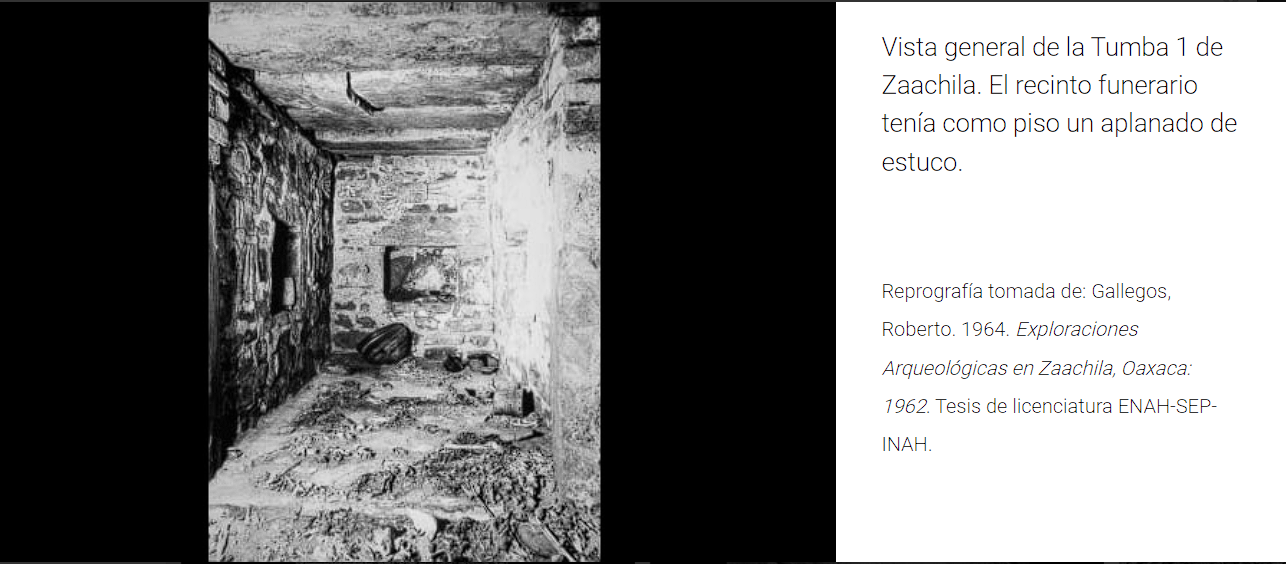 Vista general de la Tumba 1 de
Zaachila. El recinto funerario
tenía como piso un aplanado de
estuco.
Reprografía tomada de: Gallegos,
Roberto. 1964. Exploraciones
Arqueológicas en Zaachila, Oaxaca:
1962. Tesis de licenciatura ENAH-SEP-
INAH.